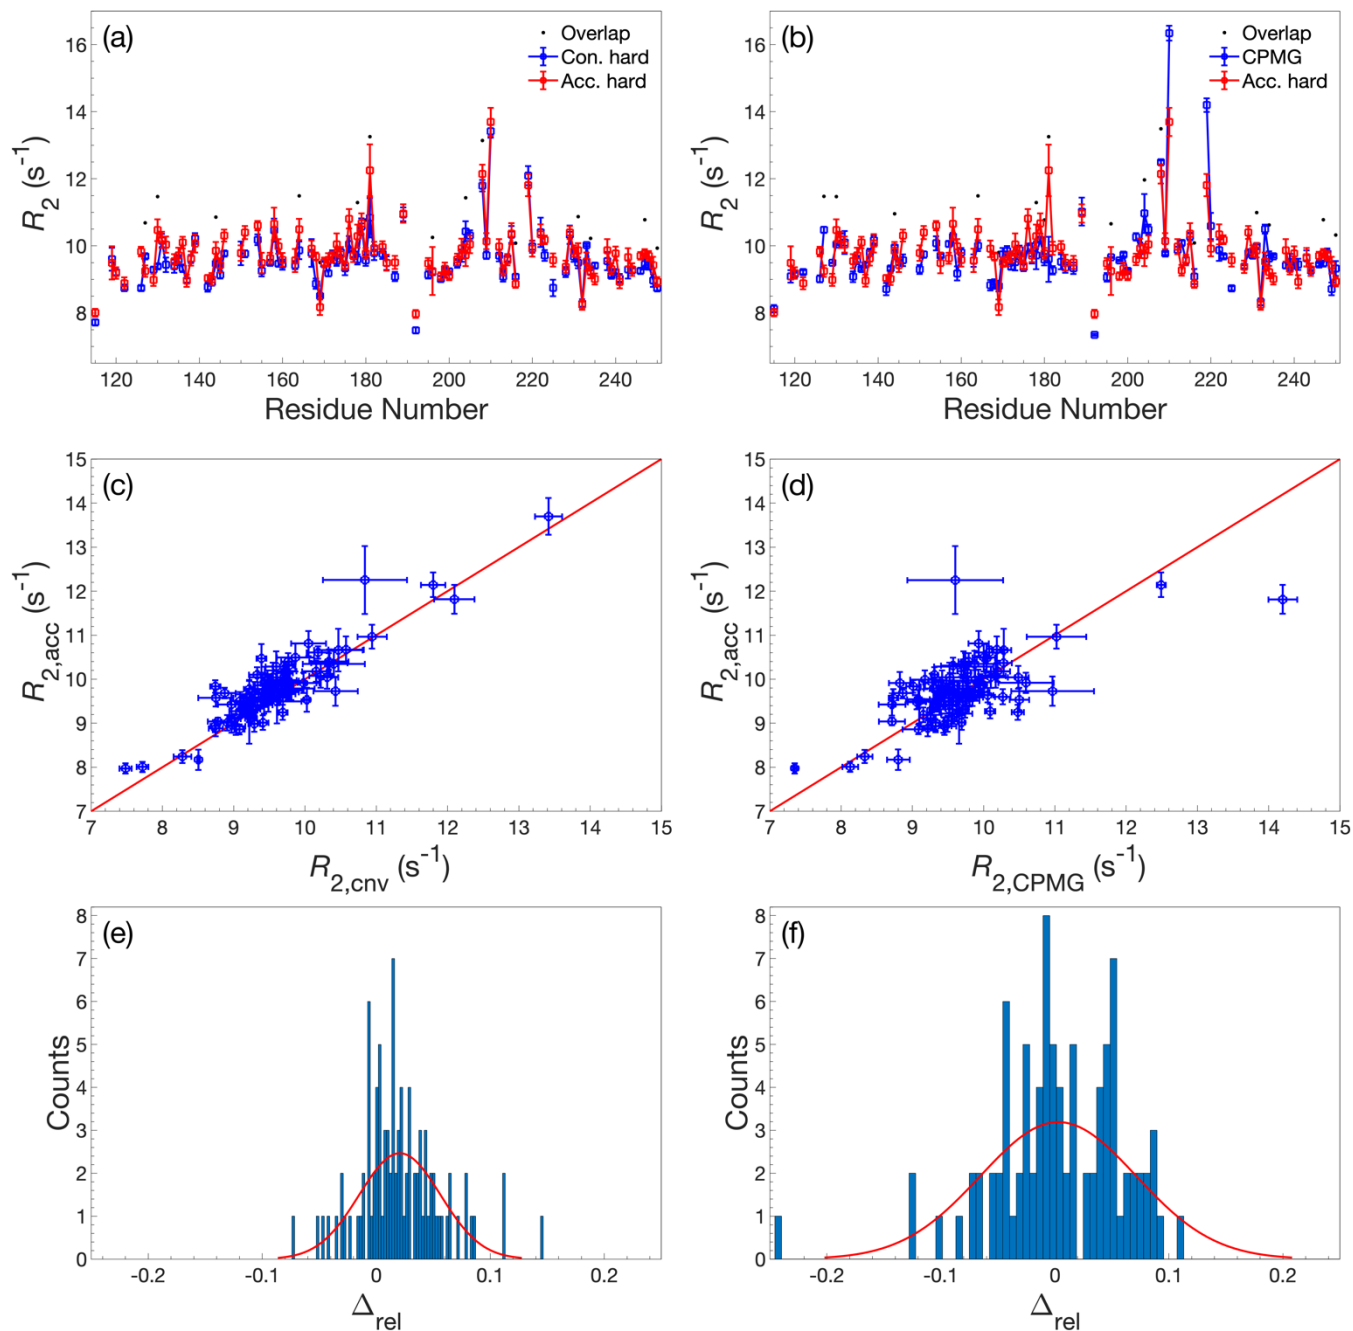 (a)
Overlap
Con. hard
Acc. hard
16
14
12
10
8
R2 (s−1)
120 140 160 180 200 220 240
Residue Number
(b)
Overlap
CPMG
Acc. hard
16
14
12
10
8
R2 (s−1)
120 140 160 180 200 220 240
Residue Number
(c)
15
14
13
12
11
10
9
8
7
R2,acc (s−1)
7 8 9 10 11 12 13 14 15
R2,cnv (s−1)
(d)
15
14
13
12
11
10
9
8
7
R2,acc (s−1)
7 8 9 10 11 12 13 14 15
R2,CPMG (s−1)
(e)
8
7
6
5
4
3
2
1
0
Counts
-0.2 -0.1 0 0.1 0.2
Δrel
(f)
8
7
6
5
4
3
2
1
0
Counts
-0.2 -0.1 0 0.1 0.2
Δrel